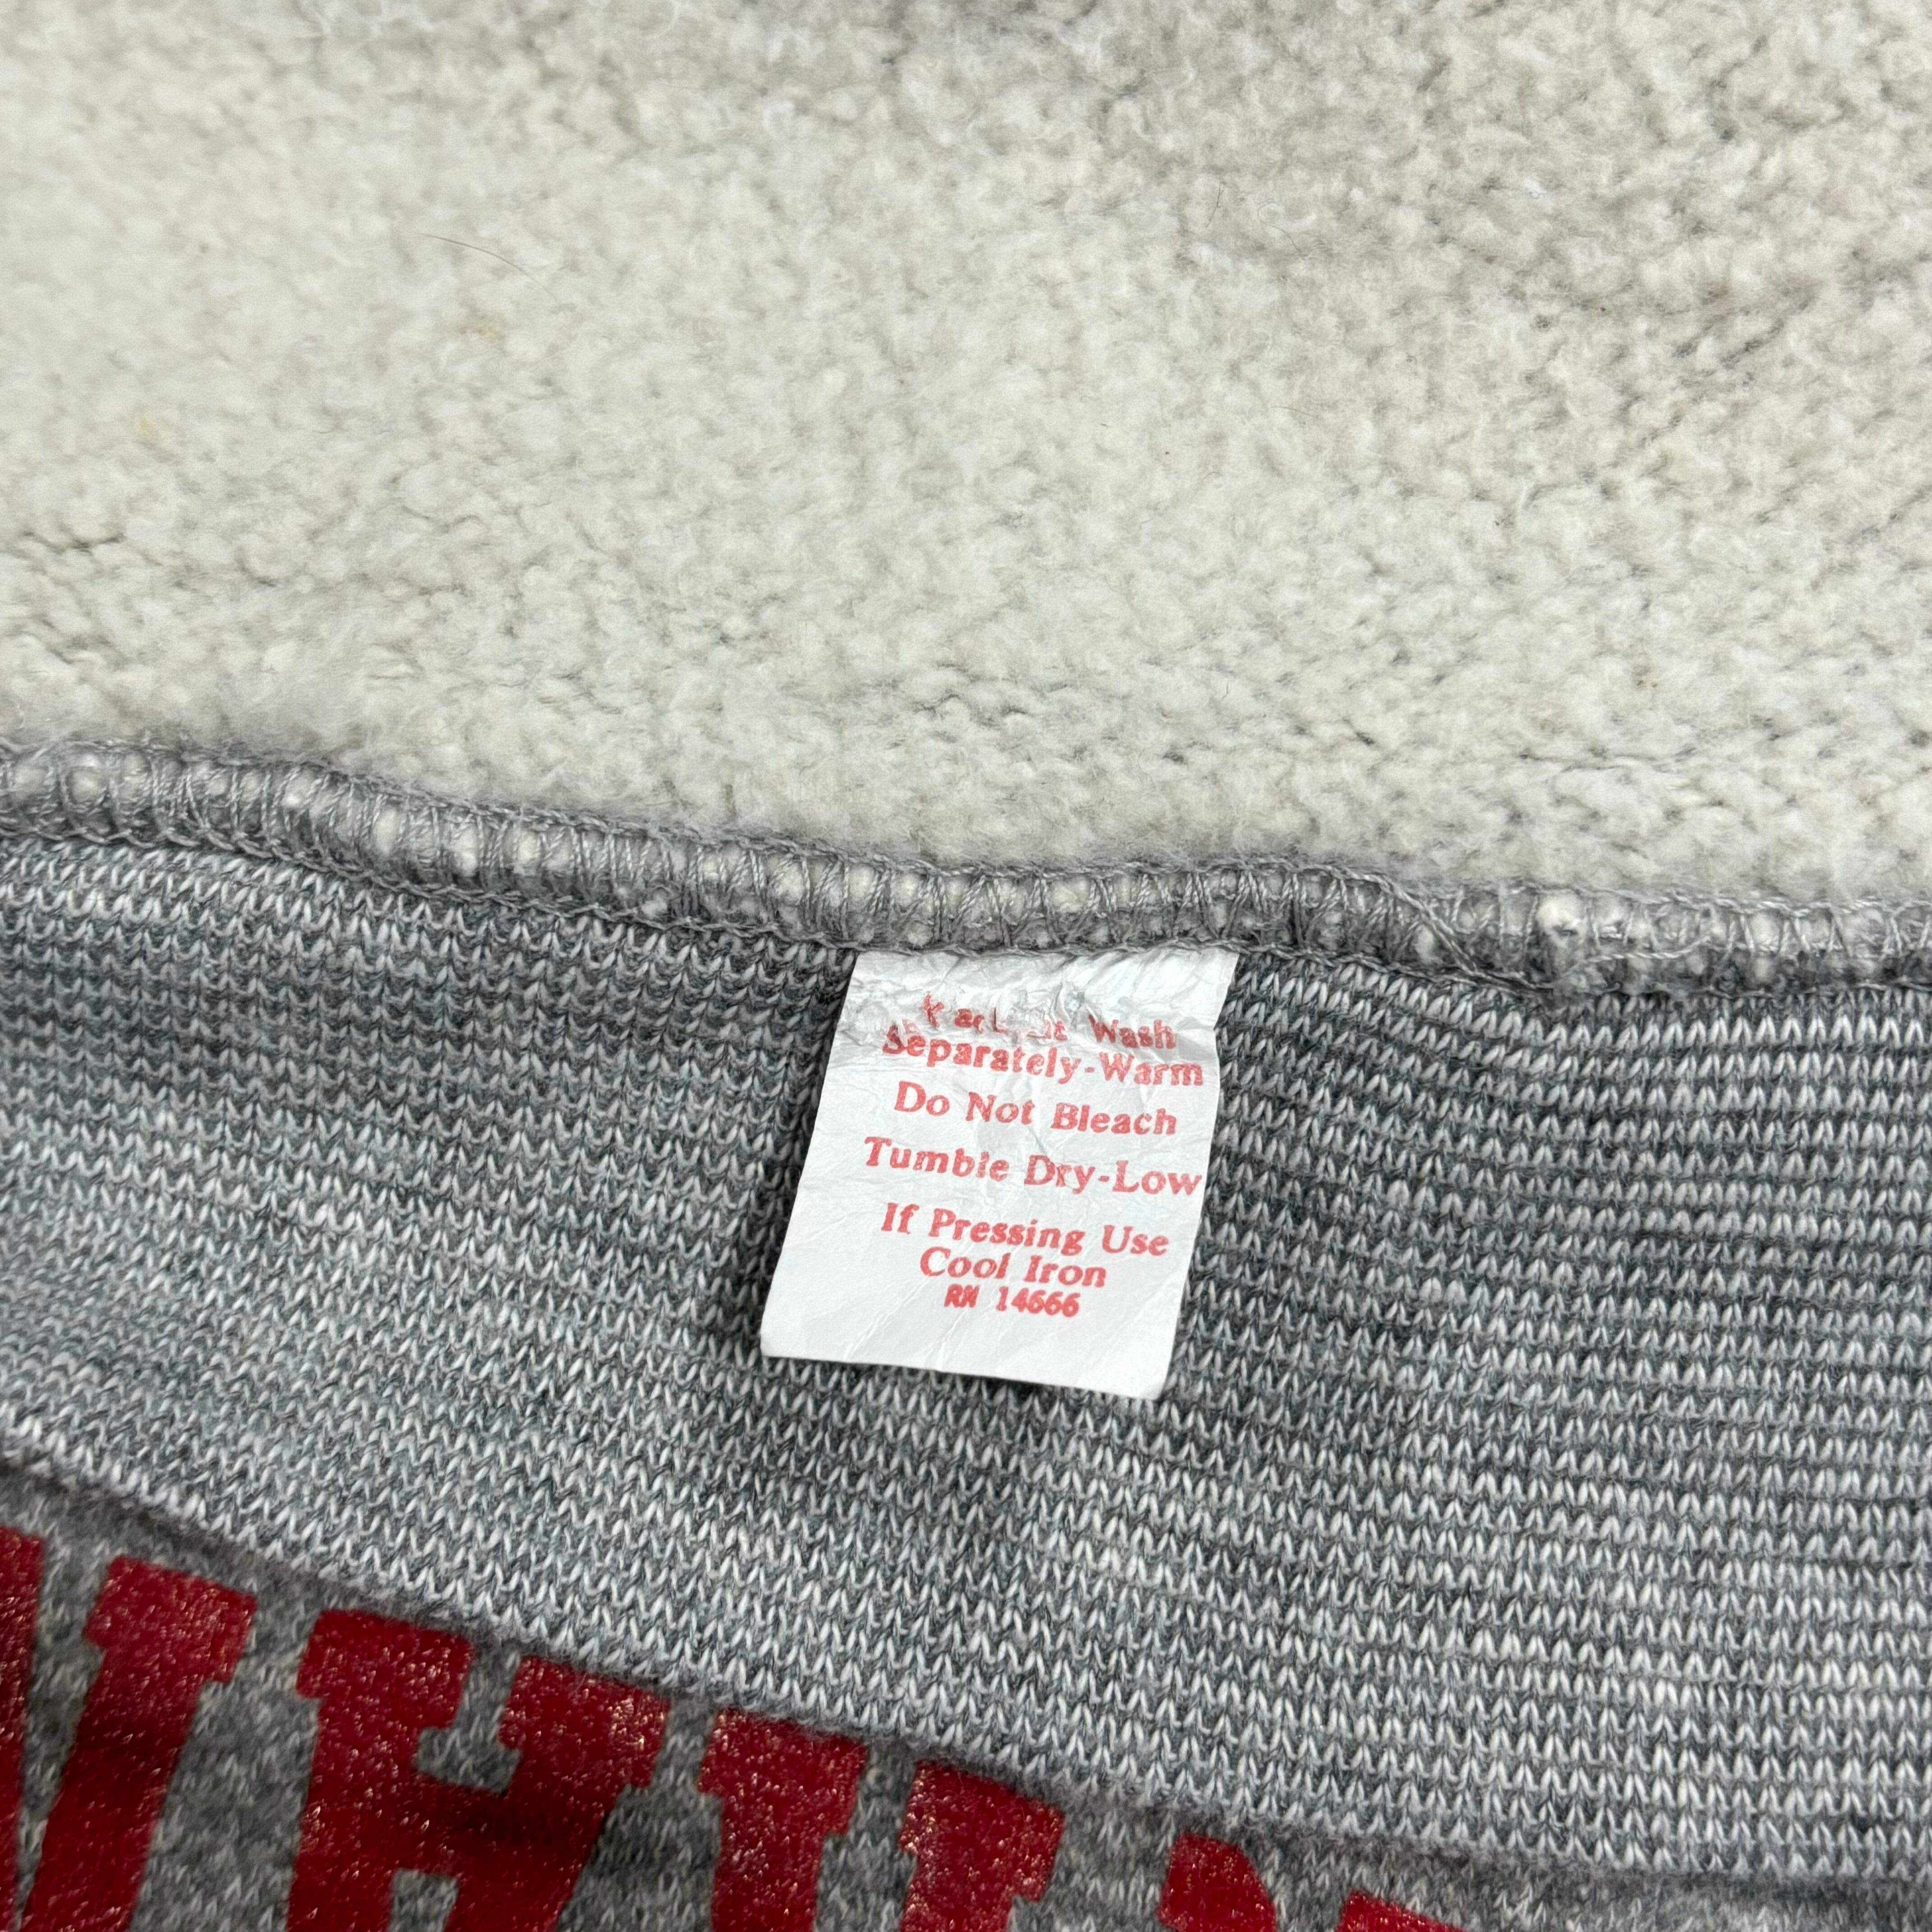 Wash
Separately-Warm
Do Not Bleach
Tumble Dry-Low
If Pressing Use
Cool Iron
RN 14666